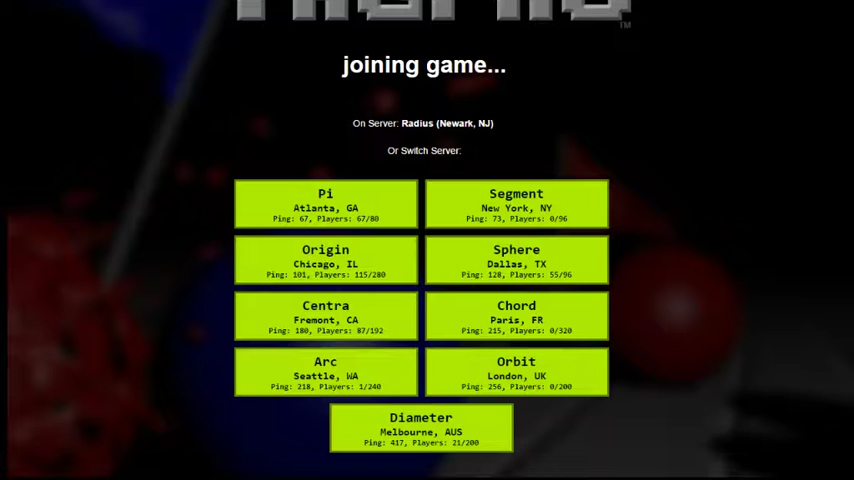 TM
joining game...
On Server: Radius (Newark, NJ)
Or Switch Server:
Pi
Atlanta, GA
Ping: 67, Players: 67/80
Segment
New York, NY
Ping: 73, Players: 0/96
Origin
Chicago, IL
Ping: 101, Players: 115/280
Sphere
Dallas, TX
Ping: 128, Players: 55/96
Centra
Fremont, CA
Ping: 180, Players: 87/192
Chord
Paris, FR
Ping: 215, Players: 0/320
Arc
Seattle, WA
Ping: 218, Players: 1/240
Orbit
London, UK
Ping: 256, Players: 0/200
Diameter
Melbourne, AUS
Ping: 417, Players: 21/200